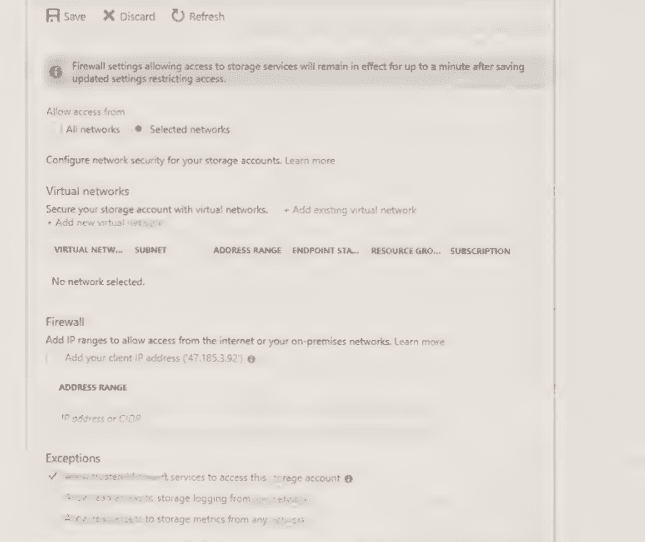 Save Discard Refresh
Firewall settings allowing access to storage services will remain in effect for up to a minute after saving
updated settings restricting access.
Allow access from
All networks Selected networks
Configure network security for your storage accounts. Learn more
Virtual networks
Secure your storage account with virtual networks. + Add existing virtual network
+ Add new virtual
VIRTUAL NETW... SUBNET ADDRESS RANGE ENDPOINT STA... RESOURCE GRO... SUBSCRIPTION
No network selected.
Firewall
Add IP ranges to allow access from the internet or your on-premises networks. Learn more
Add your client IP address ('47.185.3.92')
ADDRESS RANGE
IP address or CIDR
Exceptions
services to access this storage account
storage logging from
to storage metrics from any